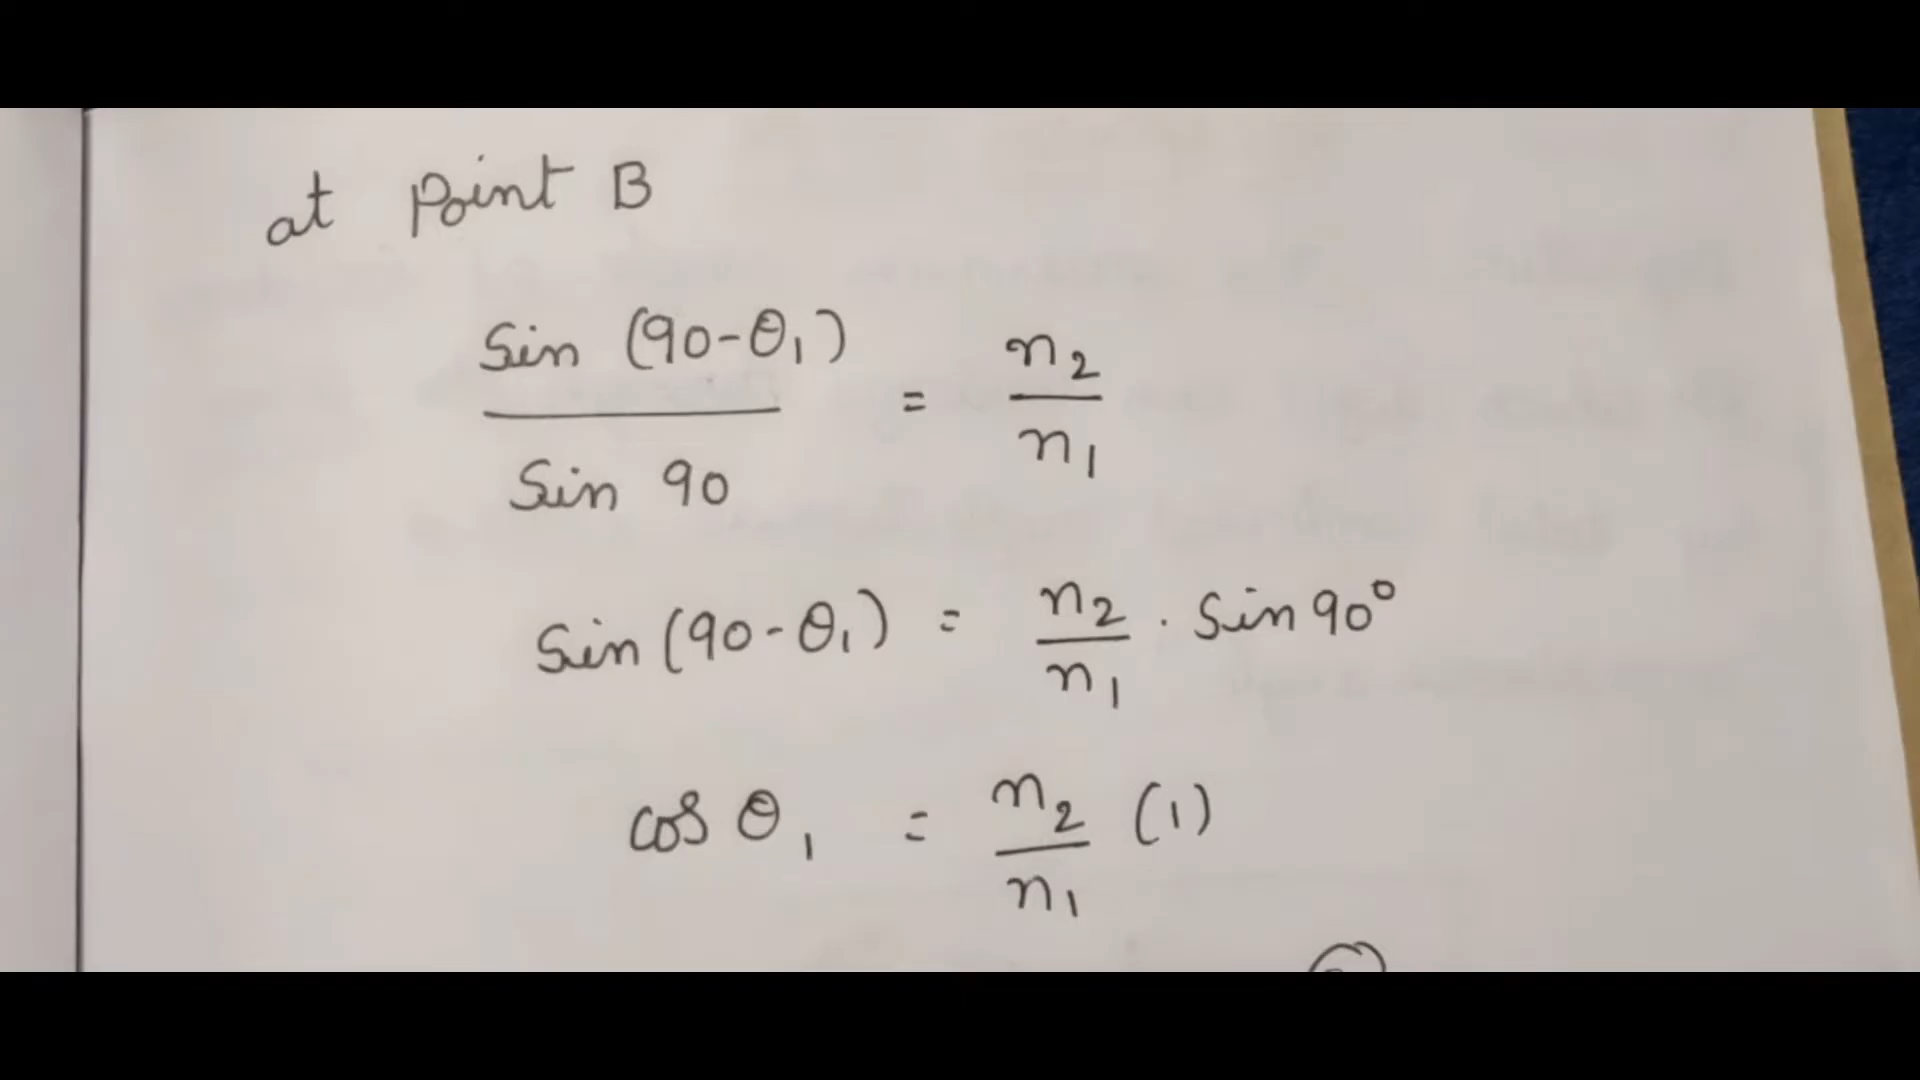 at Point B
Sin (90-θ₁) / Sin 90 = n₂ / n₁
Sin (90-θ₁) = n₂ / n₁ . Sin 90°
cos θ₁ = n₂ / n₁ (1)